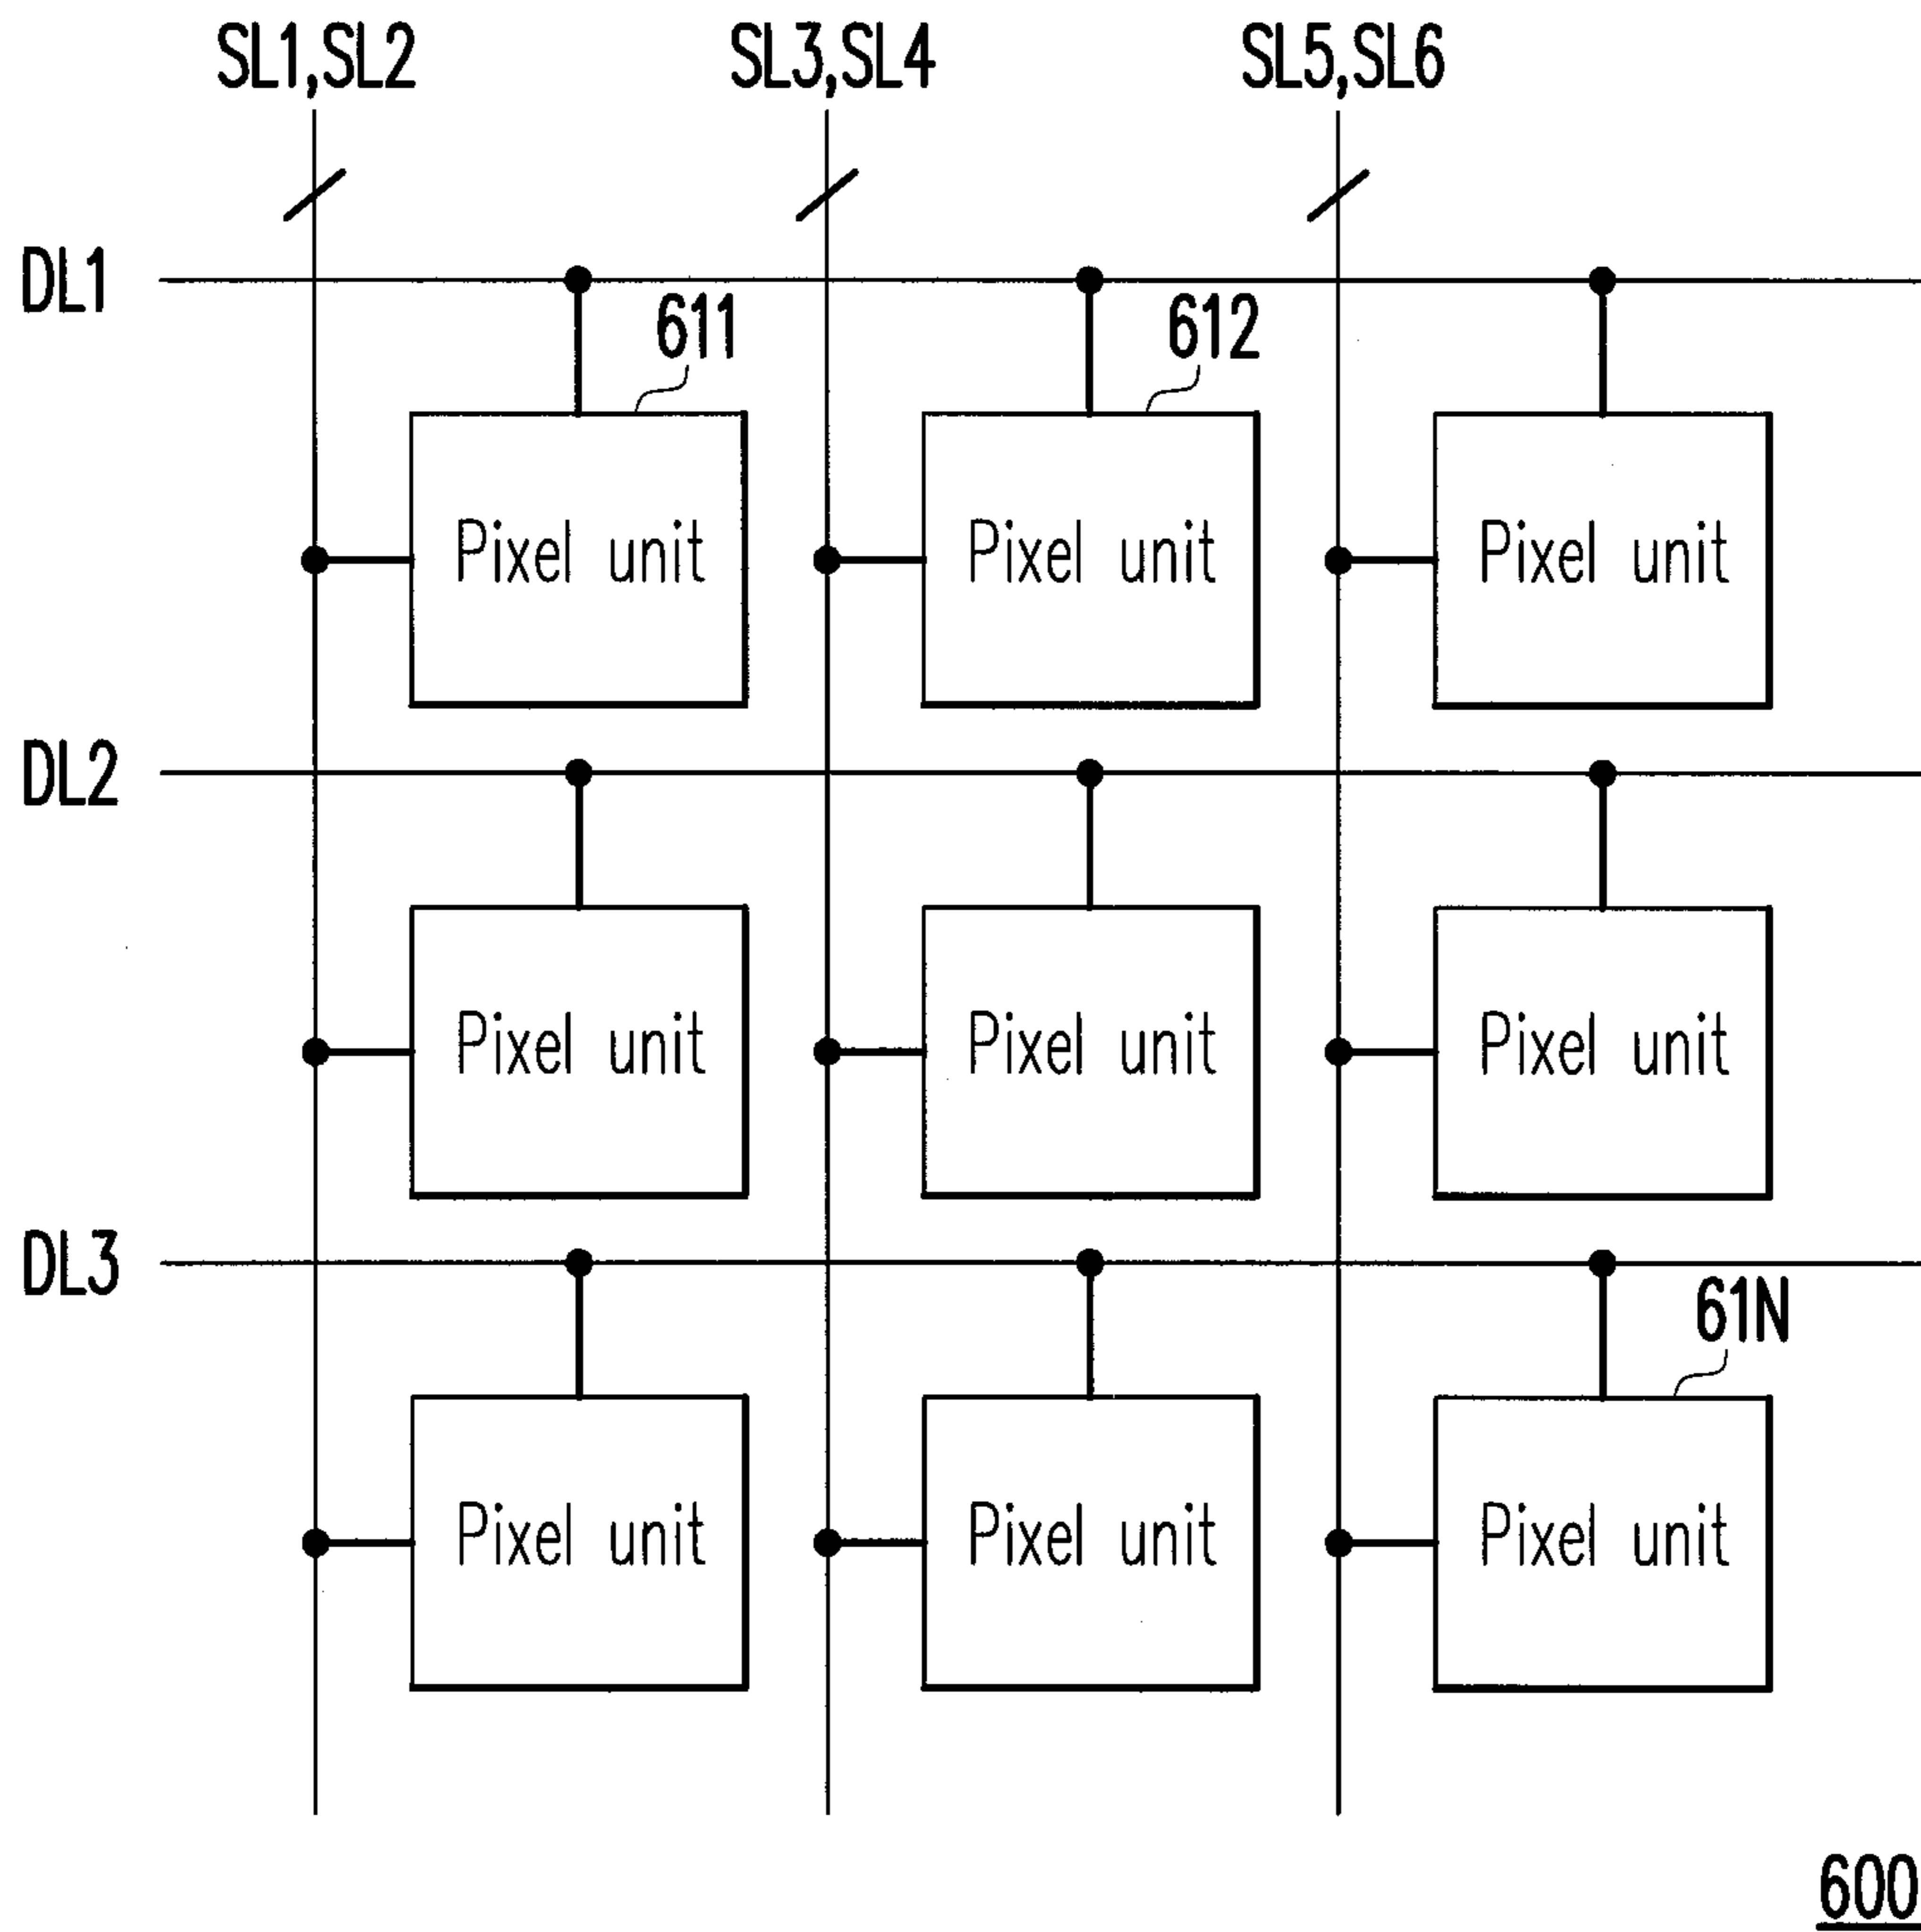 SL1,SL2 SL3,SL4 SL5,SL6
DL1
611 612
Pixel unit Pixel unit Pixel unit
DL2
Pixel unit Pixel unit Pixel unit
DL3
61N
Pixel unit Pixel unit Pixel unit
600